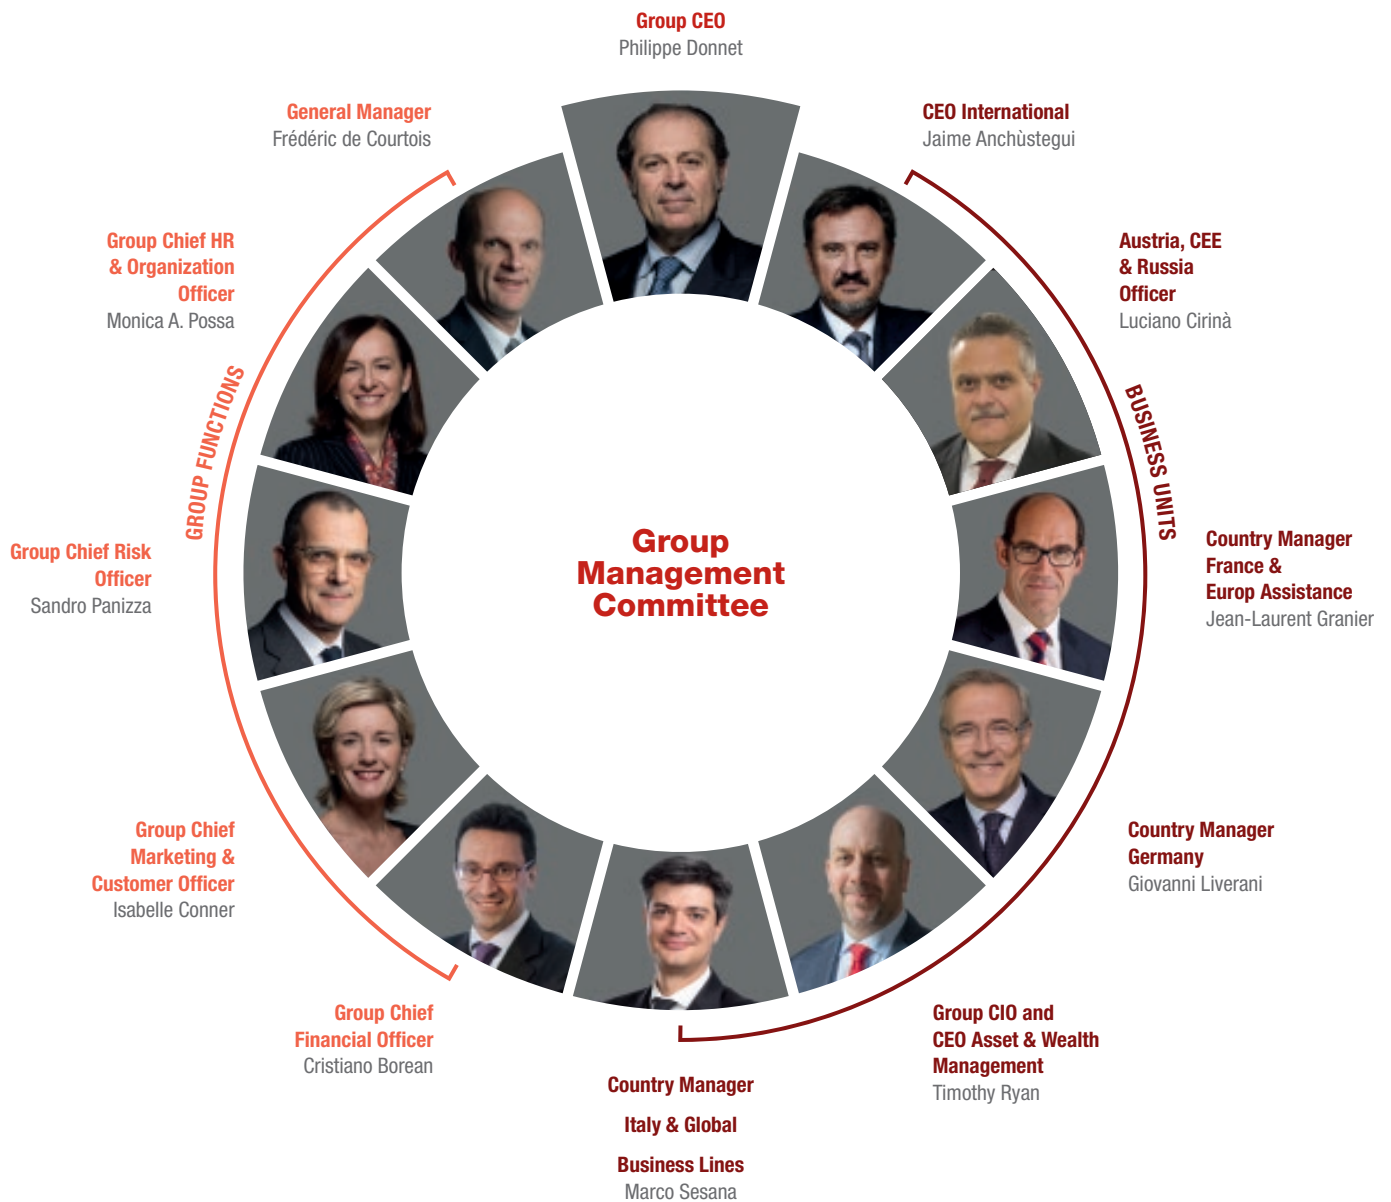 Group CEO
Philippe Donnet
General Manager
Frédéric de Courtois
CEO International
Jaime Anchùstegui
Group Chief HR
& Organization
Officer
Monica A. Possa
Austria, CEE
& Russia
Officer
Luciano Cirinà
GROUP FUNCTIONS
BUSINESS UNITS
Group Chief Risk
Officer
Sandro Panizza
Group
Management
Committee
Country Manager
France &
Europ Assistance
Jean-Laurent Granier
Group Chief
Marketing &
Customer Officer
Isabelle Conner
Country Manager
Germany
Giovanni Liverani
Group Chief
Financial Officer
Cristiano Borean
Group CIO and
CEO Asset & Wealth
Management
Timothy Ryan
Country Manager
Italy & Global
Business Lines
Marco Sesana